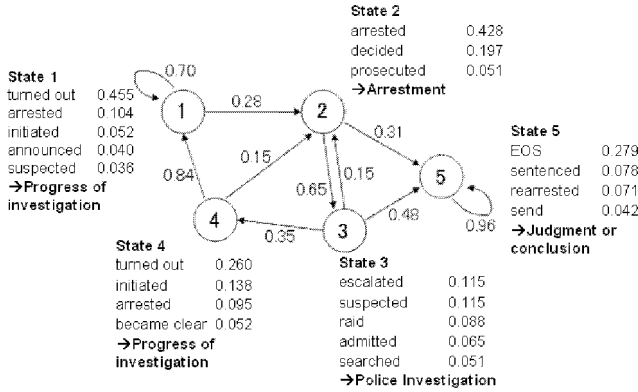 State 2
arrested 0.428
decided 0.197
prosecuted 0.051
→Arrestment
State 1
turned out 0.455
arrested 0.104
initiated 0.052
announced 0.040
suspected 0.036
→Progress of
investigation
0.70
1
0.28
2
0.31
0.84
0.15
0.65
0.15
4
0.35
3
0.48
5
0.96
State 5
EOS 0.279
sentenced 0.078
rearrested 0.071
send 0.042
→Judgment or
conclusion
State 4
turned out 0.260
initiated 0.138
arrested 0.095
became clear 0.052
→Progress of
investigation
State 3
escalated 0.115
suspected 0.115
raid 0.088
admitted 0.065
searched 0.051
→Police Investigation